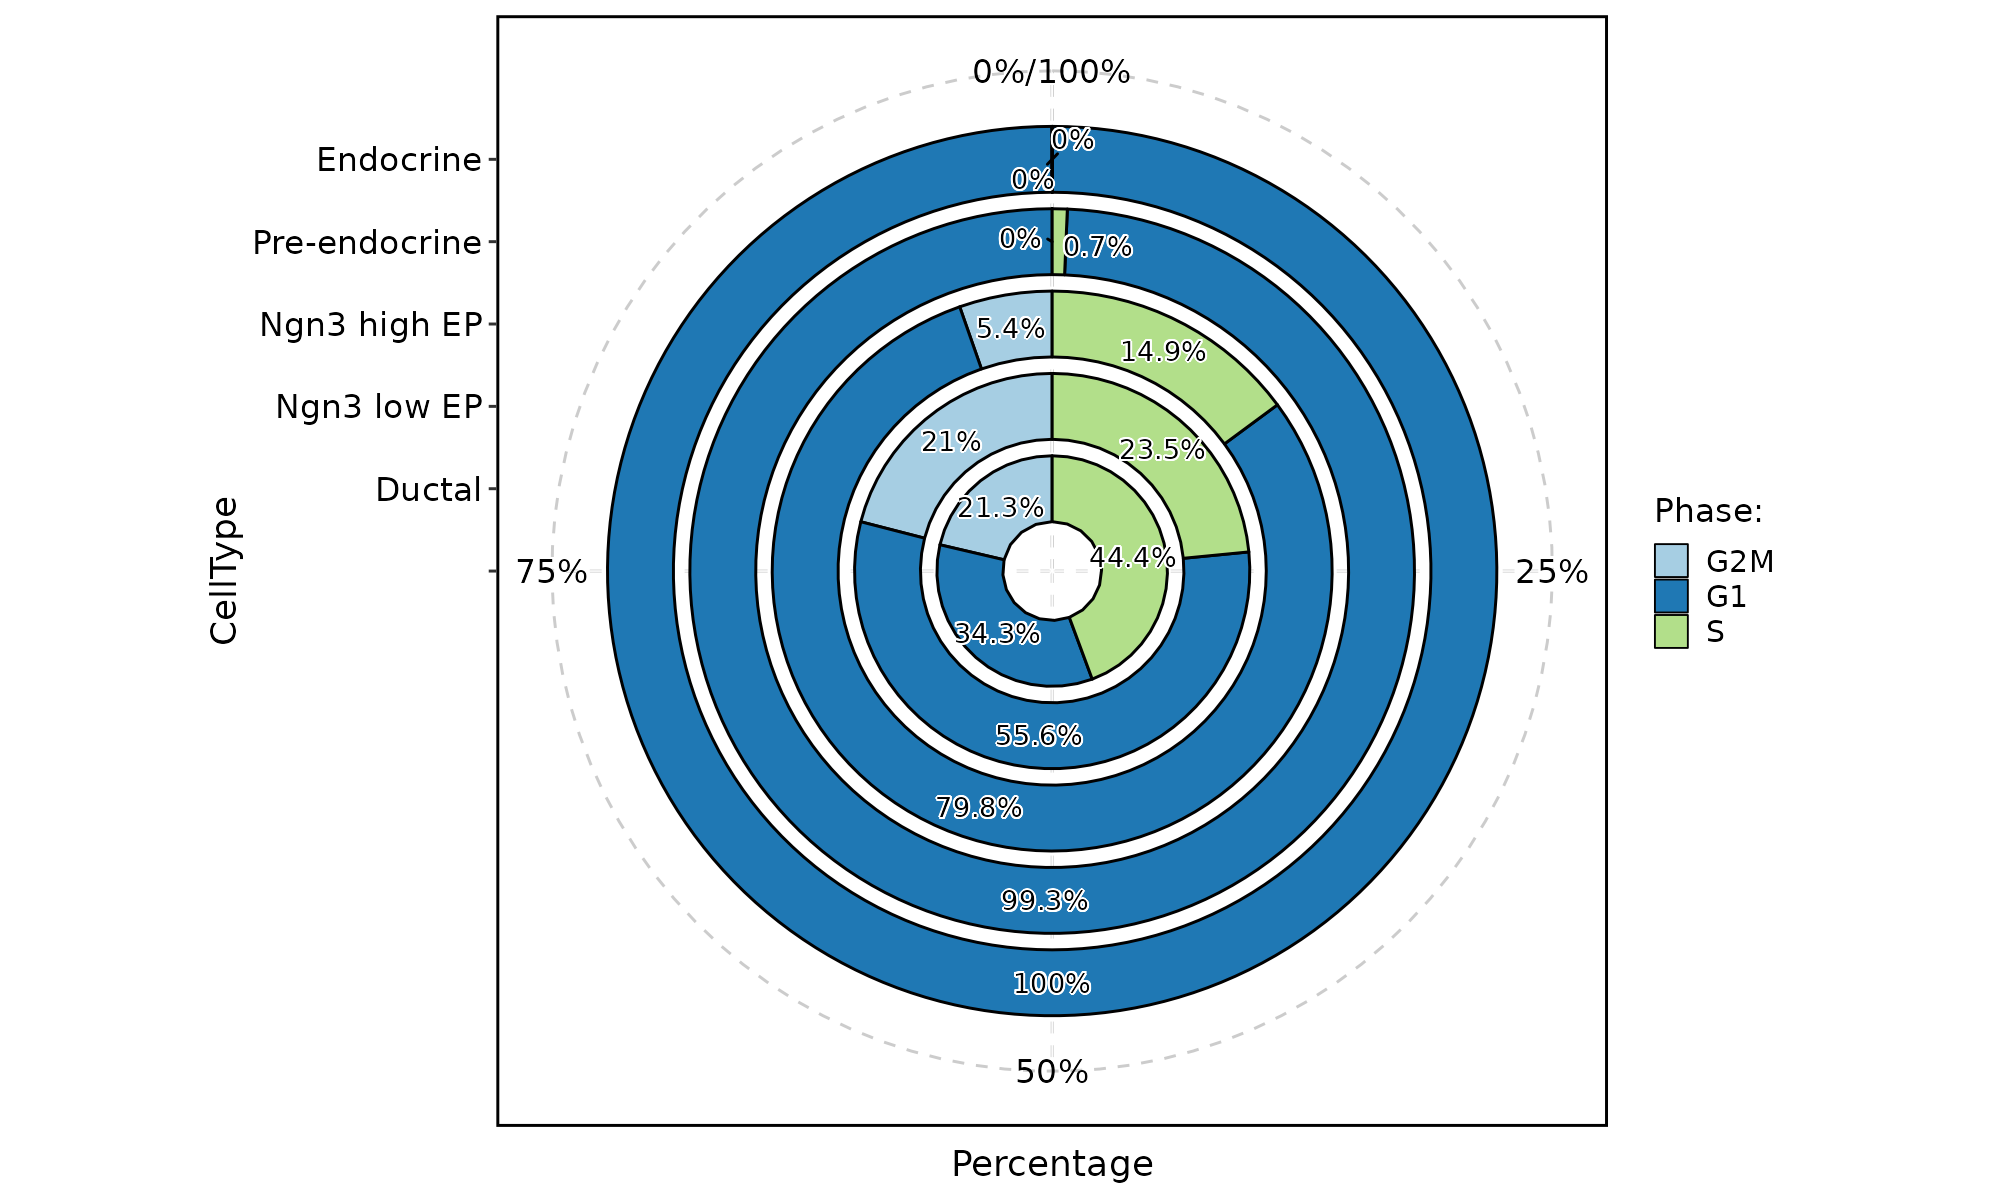 0%/100%
Endocrine
Pre-endocrine
Ngn3 high EP
Ngn3 low EP
Ductal
CellType
0%
0%
0%
0.7%
5.4%
14.9%
21%
23.5%
21.3%
44.4%
34.3%
55.6%
79.8%
99.3%
100%
75%
25%
50%
Percentage
Phase:
G2M
G1
S